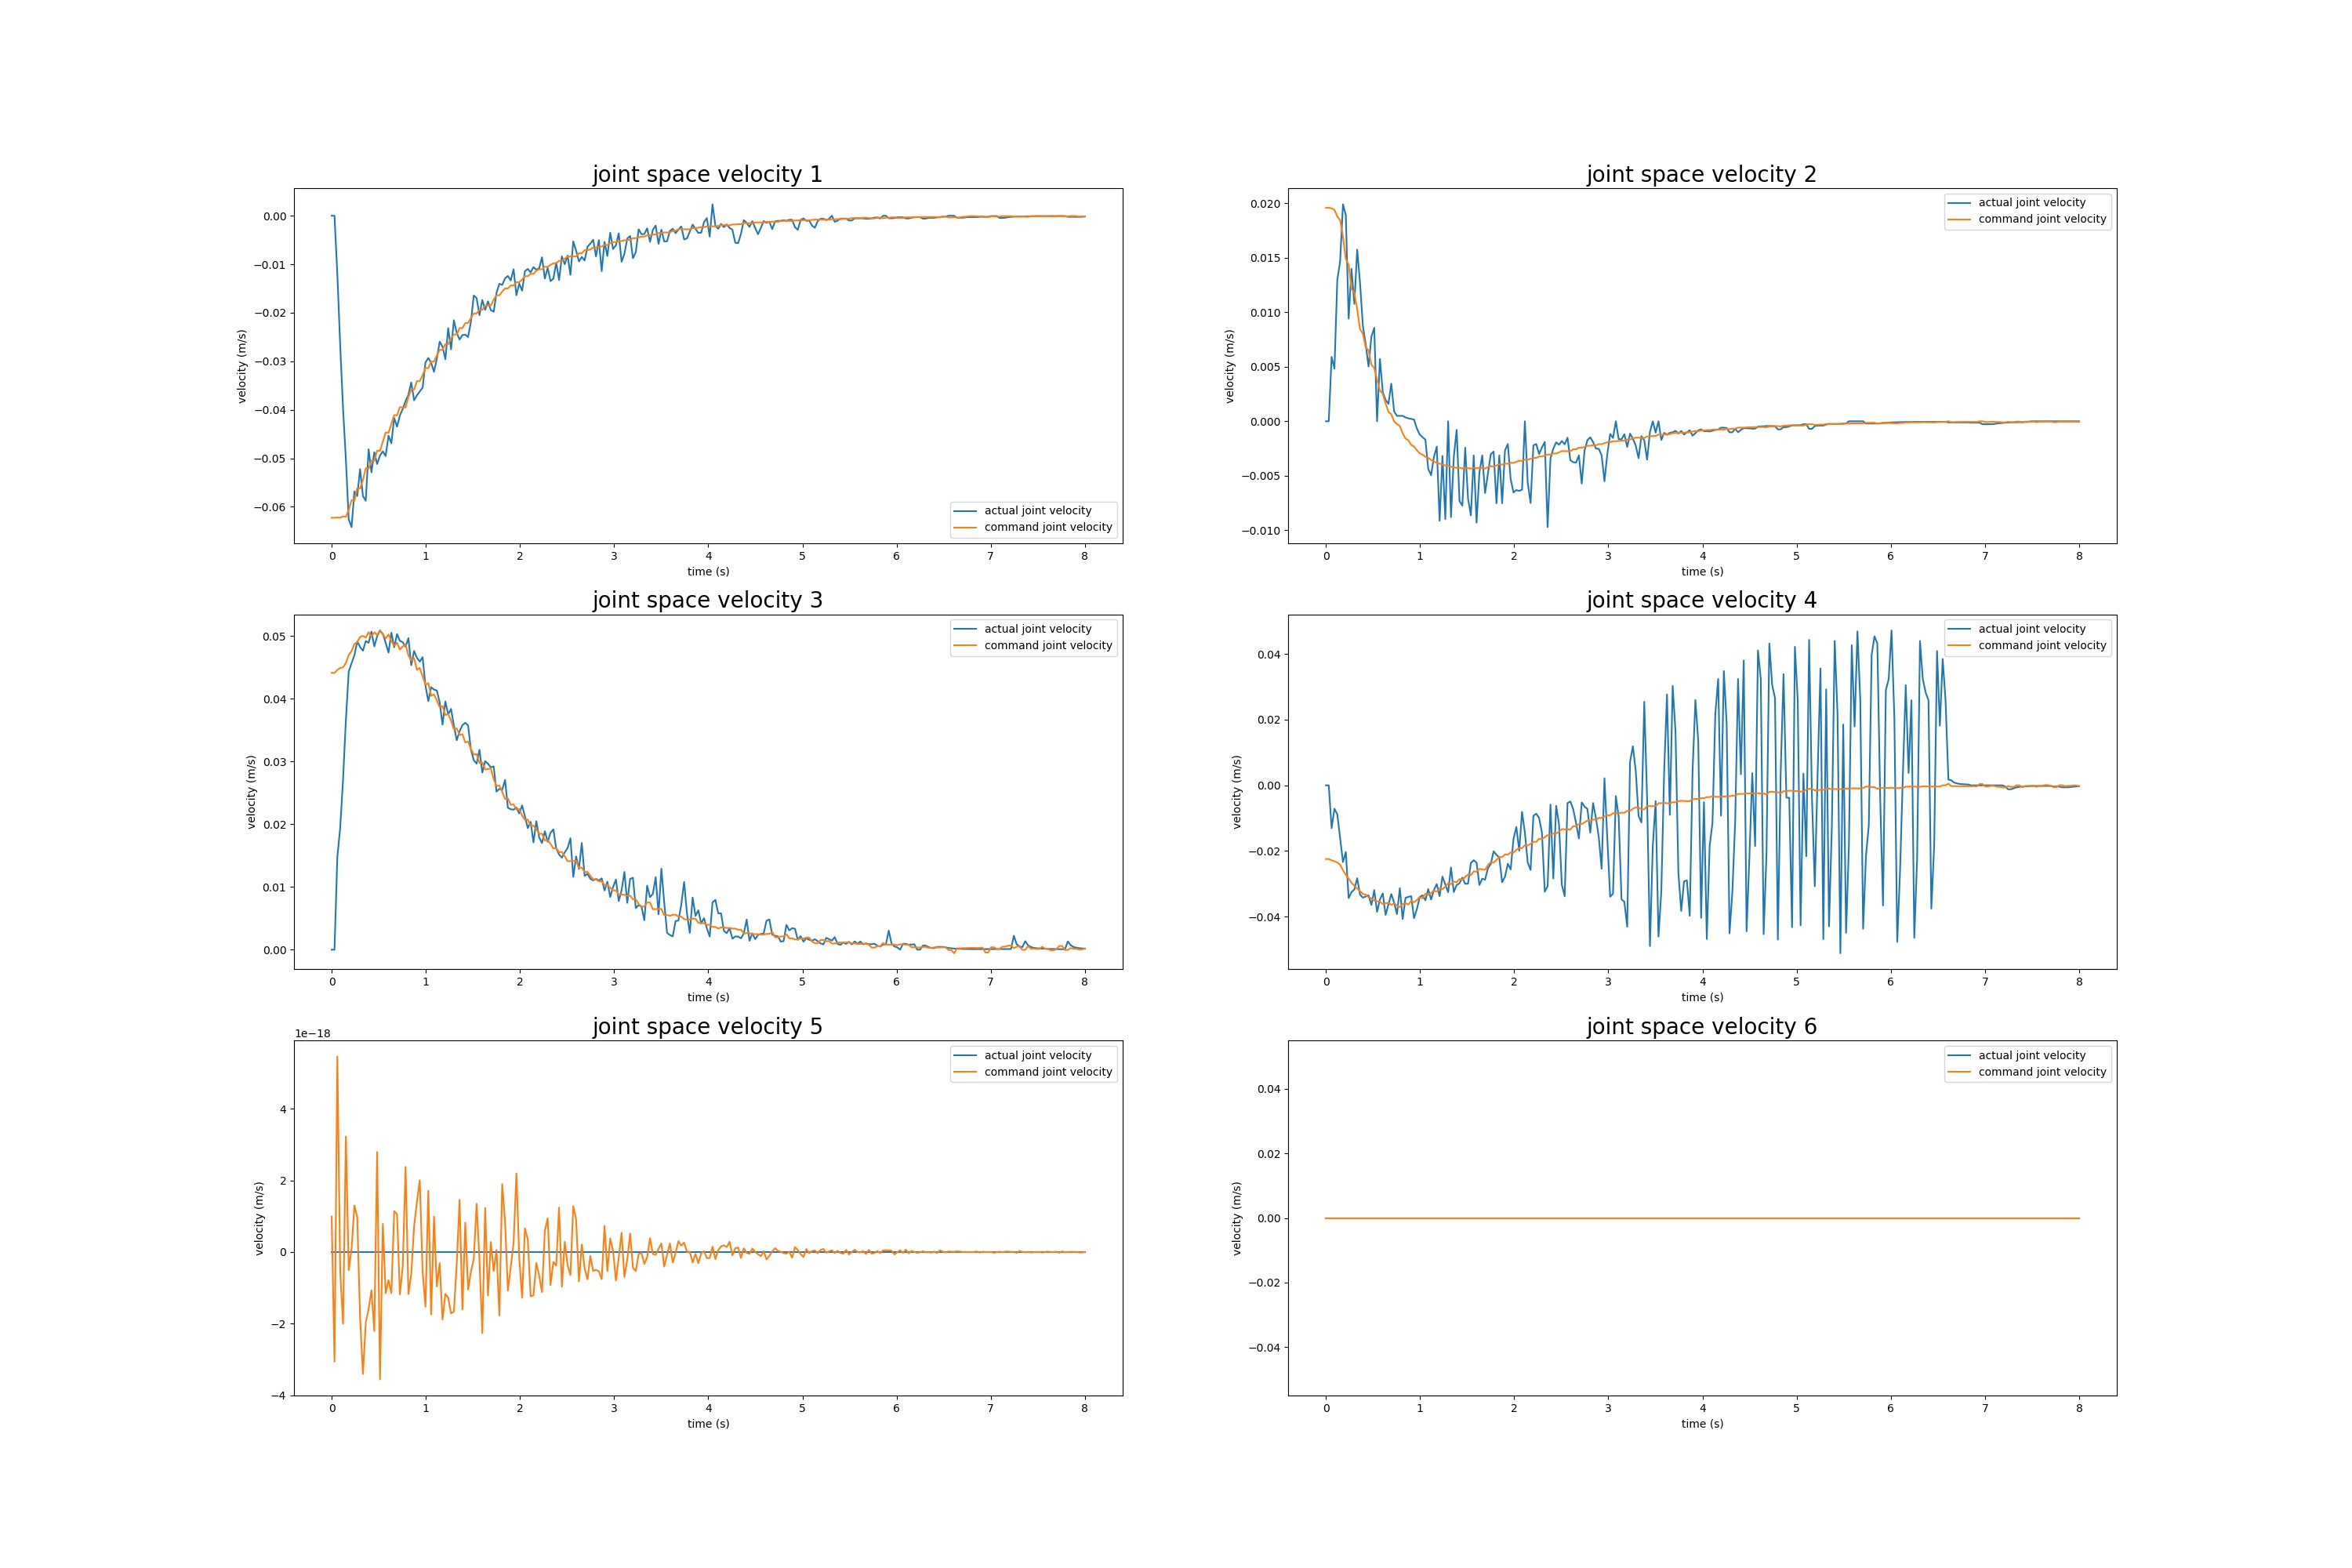 joint space velocity 1
0.00
−0.01
−0.02
−0.03
−0.04
−0.05
−0.06
velocity (m/s)
actual joint velocity
command joint velocity
0 1 2 3 4 5 6 7 8
time (s)
joint space velocity 2
0.020
0.015
0.010
0.005
0.000
−0.005
−0.010
velocity (m/s)
actual joint velocity
command joint velocity
0 1 2 3 4 5 6 7 8
time (s)
joint space velocity 3
0.05
0.04
0.03
0.02
0.01
0.00
velocity (m/s)
actual joint velocity
command joint velocity
0 1 2 3 4 5 6 7 8
time (s)
joint space velocity 4
0.04
0.02
0.00
−0.02
−0.04
velocity (m/s)
actual joint velocity
command joint velocity
0 1 2 3 4 5 6 7 8
time (s)
joint space velocity 5
1e−18
4
2
0
−2
−4
velocity (m/s)
actual joint velocity
command joint velocity
0 1 2 3 4 5 6 7 8
time (s)
joint space velocity 6
0.04
0.02
0.00
−0.02
−0.04
velocity (m/s)
actual joint velocity
command joint velocity
0 1 2 3 4 5 6 7 8
time (s)